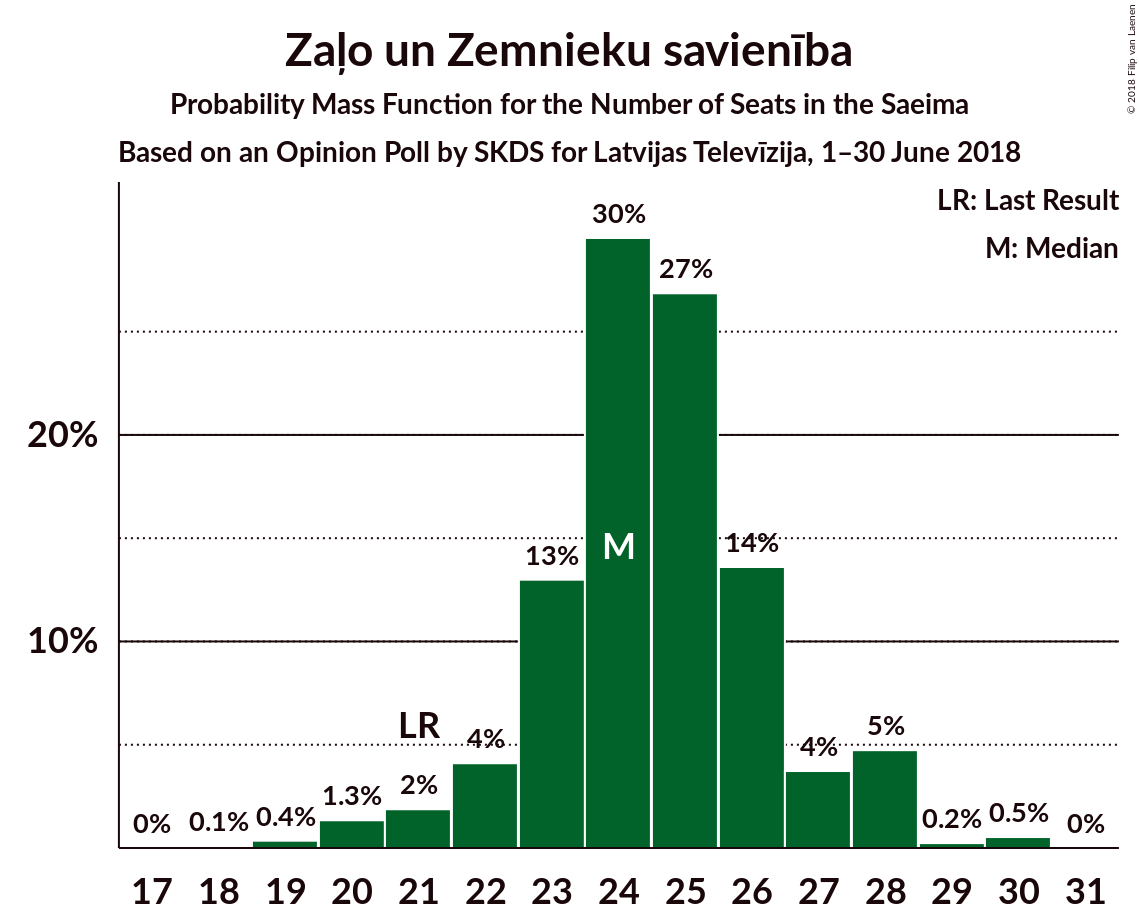 Zaļo un Zemnieku savienība
Probability Mass Function for the Number of Seats in the Saeima
Based on an Opinion Poll by SKDS for Latvijas Televīzija, 1–30 June 2018
© 2018 Filip van Laenen
LR: Last Result
M: Median
20%
10%
0% 0.1% 0.4% 1.3% 2% 4% 13% 30% 27% 14% 4% 5% 0.2% 0.5% 0%
LR
M
17 18 19 20 21 22 23 24 25 26 27 28 29 30 31